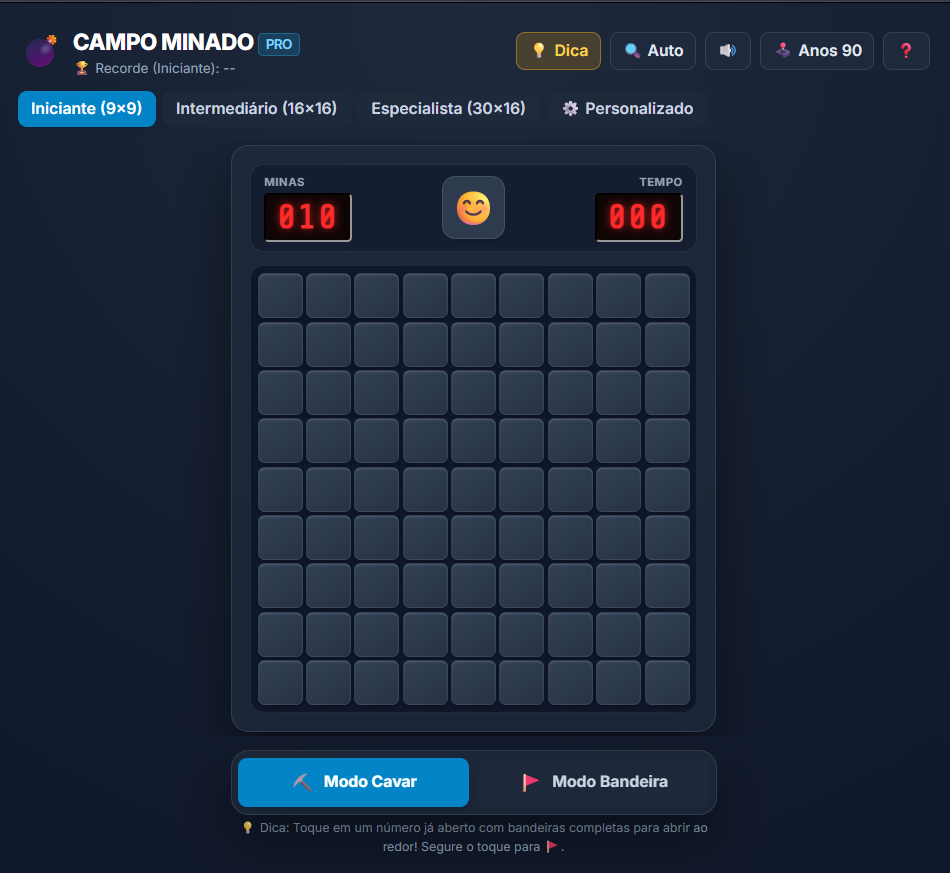 CAMPO MINADO PRO
🏆 Recorde (Iniciante): --
💡 Dica
🔍 Auto
🔊
🕹️ Anos 90
❓
Iniciante (9×9)
Intermediário (16×16)
Especialista (30×16)
⚙️ Personalizado
MINAS
010
TEMPO
000
⛏️ Modo Cavar
🚩 Modo Bandeira
💡 Dica: Toque em um número já aberto com bandeiras completas para abrir ao
redor! Segure o toque para 🚩.